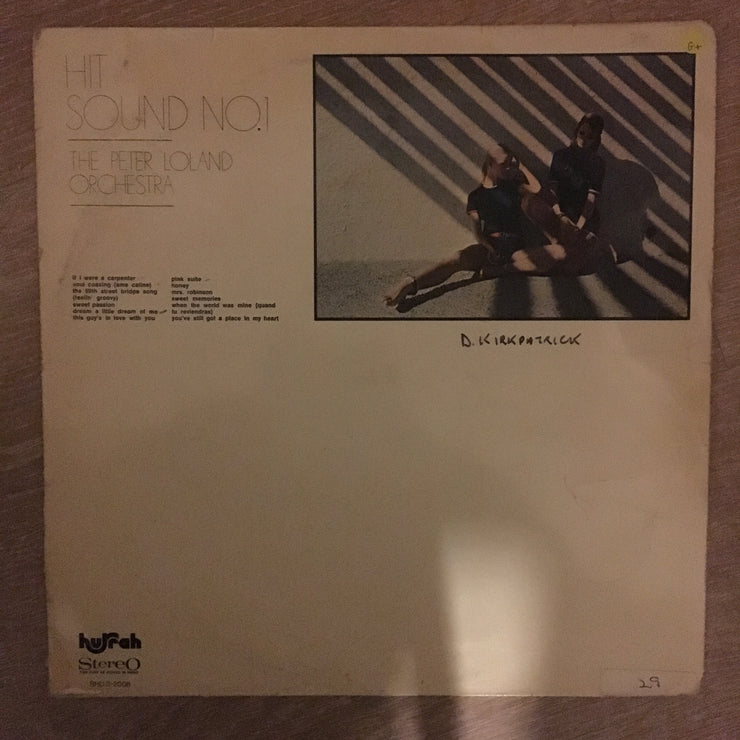 HIT
SOUND NO.1
THE PETER LOLAND
ORCHESTRA
if i were a carpenter
soul coaxing (ame caline)
the 59th street bridge song
(feelin' groovy)
sweet passion
dream a little dream of me
this guy's in love with you
pink suite
honey
mrs. robinson
sweet memories
when the world was mine (quand
tu reviendras)
you've still got a place in my heart
G+
D. KIRKPATRICK
hurrah
Stereo
29